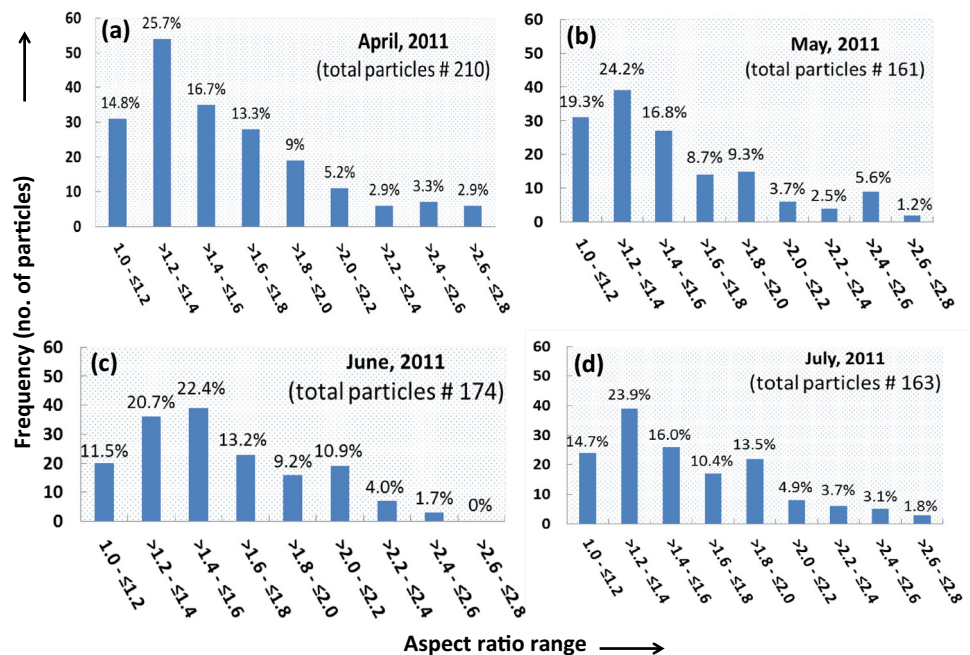 Frequency (no. of particles)
(a)
April, 2011
(total particles # 210)
60
50
40
30
20
10
0
14.8%
25.7%
16.7%
13.3%
9%
5.2%
2.9%
3.3%
2.9%
1.0 - ≤1.2
>1.2 - ≤1.4
>1.4 - ≤1.6
>1.6 - ≤1.8
>1.8 - ≤2.0
>2.0 - ≤2.2
>2.2 - ≤2.4
>2.4 - ≤2.6
>2.6 - ≤2.8
(b)
May, 2011
(total particles # 161)
60
50
40
30
20
10
0
19.3%
24.2%
16.8%
8.7%
9.3%
3.7%
2.5%
5.6%
1.2%
1.0 - ≤1.2
>1.2 - ≤1.4
>1.4 - ≤1.6
>1.6 - ≤1.8
>1.8 - ≤2.0
>2.0 - ≤2.2
>2.2 - ≤2.4
>2.4 - ≤2.6
>2.6 - ≤2.8
(c)
June, 2011
(total particles # 174)
60
50
40
30
20
10
0
11.5%
20.7%
22.4%
13.2%
9.2%
10.9%
4.0%
1.7%
0%
1.0 - ≤1.2
>1.2 - ≤1.4
>1.4 - ≤1.6
>1.6 - ≤1.8
>1.8 - ≤2.0
>2.0 - ≤2.2
>2.2 - ≤2.4
>2.4 - ≤2.6
>2.6 - ≤2.8
(d)
July, 2011
(total particles # 163)
60
50
40
30
20
10
0
14.7%
23.9%
16.0%
10.4%
13.5%
4.9%
3.7%
3.1%
1.8%
1.0 - ≤1.2
>1.2 - ≤1.4
>1.4 - ≤1.6
>1.6 - ≤1.8
>1.8 - ≤2.0
>2.0 - ≤2.2
>2.2 - ≤2.4
>2.4 - ≤2.6
>2.6 - ≤2.8
Aspect ratio range